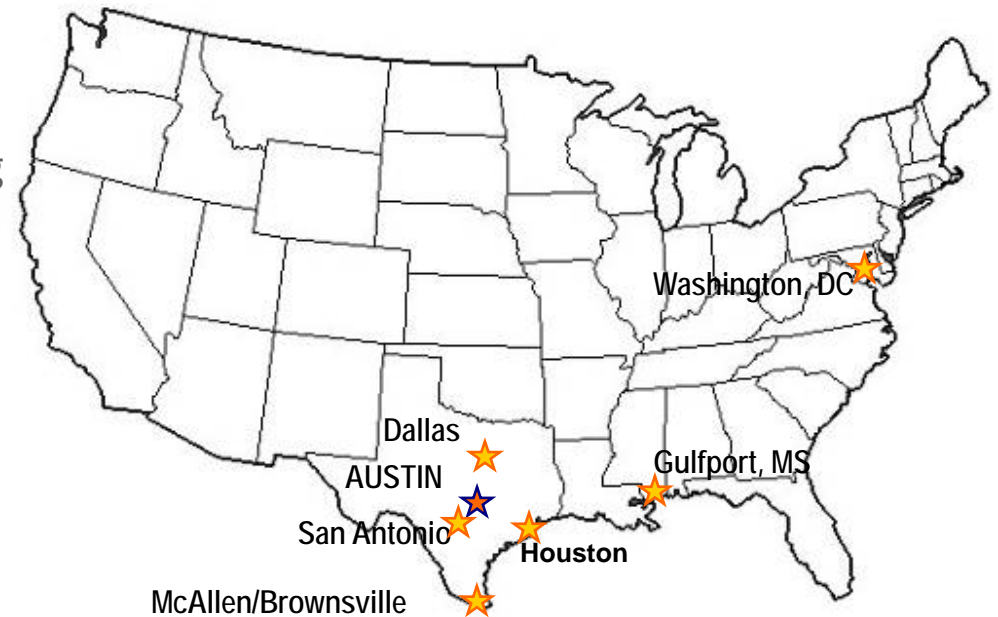 g
Washington, DC
Dallas
Gulfport, MS
AUSTIN
San Antonio
Houston
McAllen/Brownsville